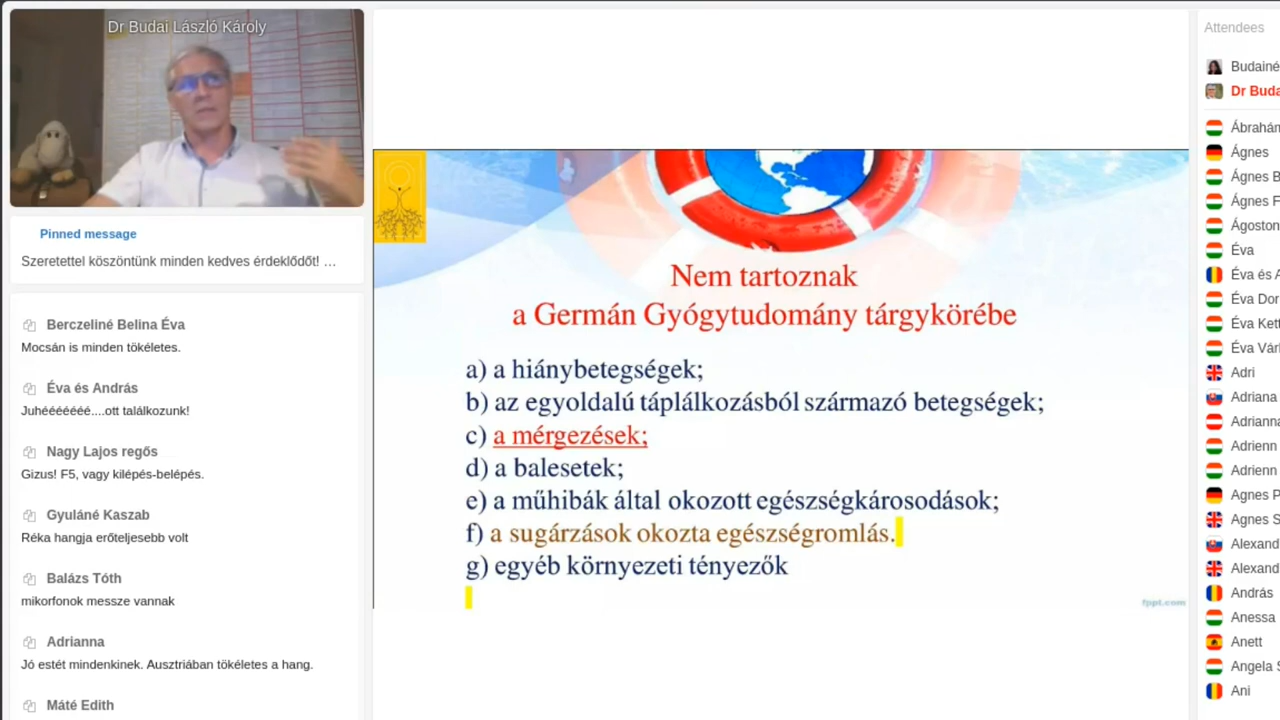 Dr Budai László Károly
Pinned message
Szeretettel köszöntünk minden kedves érdeklődőt! …
Berczeliné Belina Éva
Mocsán is minden tökéletes.
Éva és András
Juhééééééé....ott találkozunk!
Nagy Lajos regős
Gizus! F5, vagy kilépés-belépés.
Gyuláné Kaszab
Réka hangja erőteljesebb volt
Balázs Tóth
mikorfonok messze vannak
Adrianna
Jó estét mindenkinek. Ausztriában tökéletes a hang.
Máté Edith
Nem tartoznak
a Germán Gyógytudomány tárgykörébe
a) a hiánybetegségek;
b) az egyoldalú táplálkozásból származó betegségek;
c) a mérgezések;
d) a balesetek;
e) a műhibák által okozott egészségkárosodások;
f) a sugárzások okozta egészségromlás.
g) egyéb környezeti tényezők
fppt.com
Attendees
Budainé
Dr Buda
Ábrahám
Ágnes
Ágnes B
Ágnes F
Ágoston
Éva
Éva és A
Éva Dor
Éva Kett
Éva Vár
Adri
Adriana
Adrianna
Adrienn
Adrienn
Agnes P
Agnes S
Alexand
Alexand
András
Anessa
Anett
Angela S
Ani